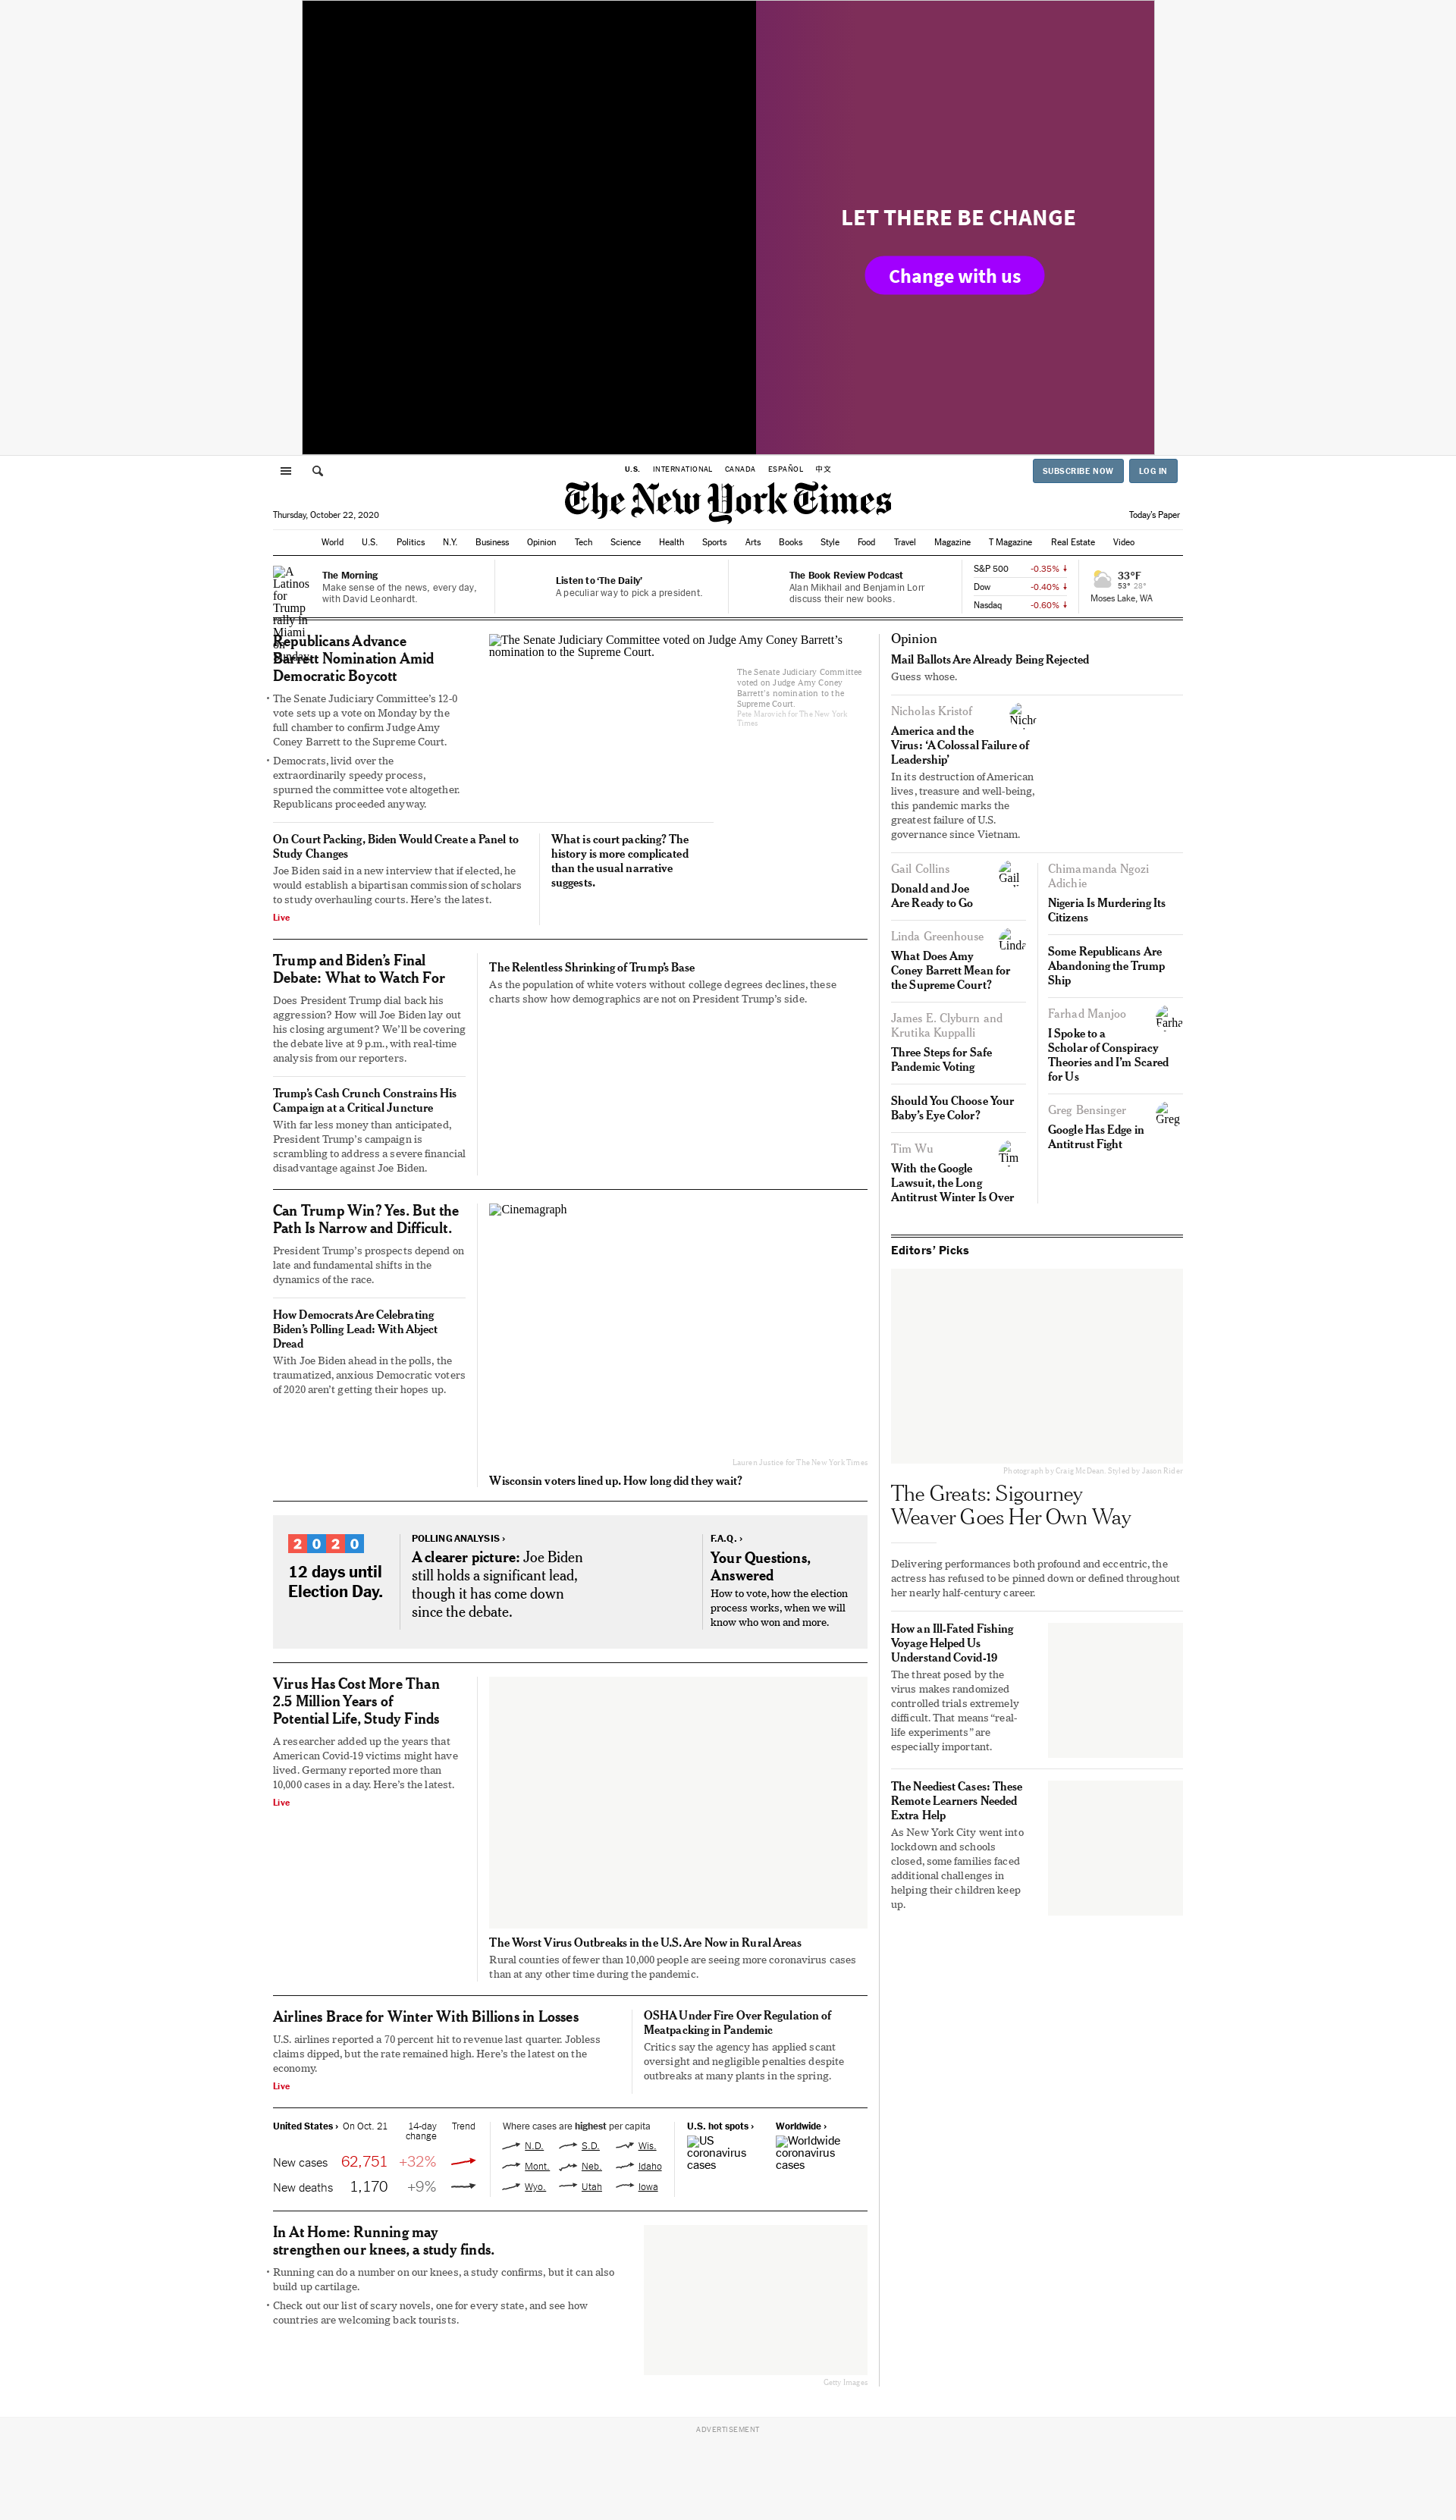 LET THERE BE CHANGE
Change with us
U.S. INTERNATIONAL CANADA ESPAÑOL 中文
SUBSCRIBE NOW LOG IN
The New York Times
Thursday, October 22, 2020
Today's Paper
World U.S. Politics N.Y. Business Opinion Tech Science Health Sports Arts Books Style Food Travel Magazine T Magazine Real Estate Video
A
Latinos
for
Trump
rally in
Miami
on
Sunday.
The Morning
Make sense of the news, every day,
with David Leonhardt.
Listen to ‘The Daily’
A peculiar way to pick a president.
The Book Review Podcast
Alan Mikhail and Benjamin Lorr
discuss their new books.
S&P 500 -0.35%
Dow -0.40%
Nasdaq -0.60%
33°F
53° 28°
Moses Lake, WA
Republicans Advance
Barrett Nomination Amid
Democratic Boycott
The Senate Judiciary Committee’s 12-0
vote sets up a vote on Monday by the
full chamber to confirm Judge Amy
Coney Barrett to the Supreme Court.
Democrats, livid over the
extraordinarily speedy process,
spurned the committee vote altogether.
Republicans proceeded anyway.
The Senate Judiciary Committee voted on Judge Amy Coney Barrett’s
nomination to the Supreme Court.
The Senate Judiciary Committee
voted on Judge Amy Coney
Barrett’s nomination to the
Supreme Court.
Pete Marovich for The New York
Times
On Court Packing, Biden Would Create a Panel to
Study Changes
Joe Biden said in a new interview that if elected, he
would establish a bipartisan commission of scholars
to study overhauling courts. Here’s the latest.
Live
What is court packing? The
history is more complicated
than the usual narrative
suggests.
Trump and Biden’s Final
Debate: What to Watch For
Does President Trump dial back his
aggression? How will Joe Biden lay out
his closing argument? We’ll be covering
the debate live at 9 p.m., with real-time
analysis from our reporters.
Trump’s Cash Crunch Constrains His
Campaign at a Critical Juncture
With far less money than anticipated,
President Trump’s campaign is
scrambling to address a severe financial
disadvantage against Joe Biden.
The Relentless Shrinking of Trump’s Base
As the population of white voters without college degrees declines, these
charts show how demographics are not on President Trump’s side.
Can Trump Win? Yes. But the
Path Is Narrow and Difficult.
President Trump’s prospects depend on
late and fundamental shifts in the
dynamics of the race.
How Democrats Are Celebrating
Biden’s Polling Lead: With Abject
Dread
With Joe Biden ahead in the polls, the
traumatized, anxious Democratic voters
of 2020 aren’t getting their hopes up.
Cinemagraph
Lauren Justice for The New York Times
Wisconsin voters lined up. How long did they wait?
2020
12 days until
Election Day.
POLLING ANALYSIS ›
A clearer picture: Joe Biden
still holds a significant lead,
though it has come down
since the debate.
F.A.Q. ›
Your Questions,
Answered
How to vote, how the election
process works, when we will
know who won and more.
Virus Has Cost More Than
2.5 Million Years of
Potential Life, Study Finds
A researcher added up the years that
American Covid-19 victims might have
lived. Germany reported more than
10,000 cases in a day. Here’s the latest.
Live
The Worst Virus Outbreaks in the U.S. Are Now in Rural Areas
Rural counties of fewer than 10,000 people are seeing more coronavirus cases
than at any other time during the pandemic.
Airlines Brace for Winter With Billions in Losses
U.S. airlines reported a 70 percent hit to revenue last quarter. Jobless
claims dipped, but the rate remained high. Here’s the latest on the
economy.
Live
OSHA Under Fire Over Regulation of
Meatpacking in Pandemic
Critics say the agency has applied scant
oversight and negligible penalties despite
outbreaks at many plants in the spring.
United States › On Oct. 21 14-day
change Trend
New cases 62,751 +32%
New deaths 1,170 +9%
Where cases are highest per capita
N.D. S.D. Wis.
Mont. Neb. Idaho
Wyo. Utah Iowa
U.S. hot spots ›
US
coronavirus
cases
Worldwide ›
Worldwide
coronavirus
cases
In At Home: Running may
strengthen our knees, a study finds.
Running can do a number on our knees, a study confirms, but it can also
build up cartilage.
Check out our list of scary novels, one for every state, and see how
countries are welcoming back tourists.
Getty Images
Opinion
Mail Ballots Are Already Being Rejected
Guess whose.
Nicholas Kristof
America and the
Virus: ‘A Colossal Failure of
Leadership’
In its destruction of American
lives, treasure and well-being,
this pandemic marks the
greatest failure of U.S.
governance since Vietnam.
Gail Collins
Gail
Donald and Joe
Are Ready to Go
Linda Greenhouse
Linda
What Does Amy
Coney Barrett Mean for
the Supreme Court?
James E. Clyburn and
Krutika Kuppalli
Three Steps for Safe
Pandemic Voting
Should You Choose Your
Baby’s Eye Color?
Tim Wu
Tim
With the Google
Lawsuit, the Long
Antitrust Winter Is Over
Chimamanda Ngozi
Adichie
Nigeria Is Murdering Its
Citizens
Some Republicans Are
Abandoning the Trump
Ship
Farhad Manjoo
I Spoke to a
Scholar of Conspiracy
Theories and I’m Scared
for Us
Greg Bensinger
Greg
Google Has Edge in
Antitrust Fight
Editors’ Picks
Photograph by Craig McDean. Styled by Jason Rider
The Greats: Sigourney
Weaver Goes Her Own Way
Delivering performances both profound and eccentric, the
actress has refused to be pinned down or defined throughout
her nearly half-century career.
How an Ill-Fated Fishing
Voyage Helped Us
Understand Covid-19
The threat posed by the
virus makes randomized
controlled trials extremely
difficult. That means “real-
life experiments” are
especially important.
The Neediest Cases: These
Remote Learners Needed
Extra Help
As New York City went into
lockdown and schools
closed, some families faced
additional challenges in
helping their children keep
up.
ADVERTISEMENT